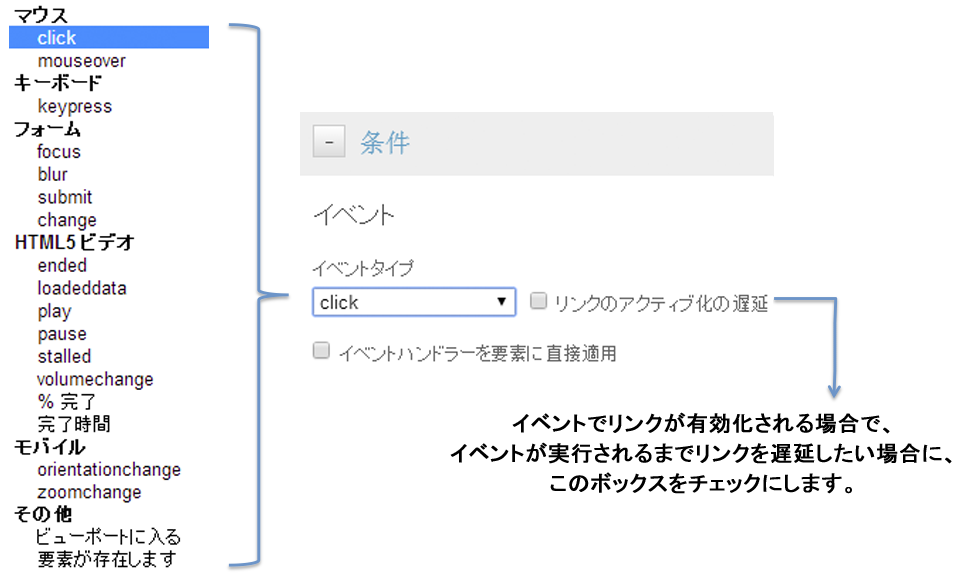 マウス
click
mouseover
キーボード
keypress
フォーム
focus
blur
submit
change
HTML5ビデオ
ended
loadeddata
play
pause
stalled
volumechange
% 完了
完了時間
モバイル
orientationchange
zoomchange
その他
ビューポートに入る
要素が存在します
- 条件
イベント
イベントタイプ
click ▼ リンクのアクティブ化の遅延
イベントハンドラーを要素に直接適用
イベントでリンクが有効化される場合で、
イベントが実行されるまでリンクを遅延したい場合に、
このボックスをチェックにします。